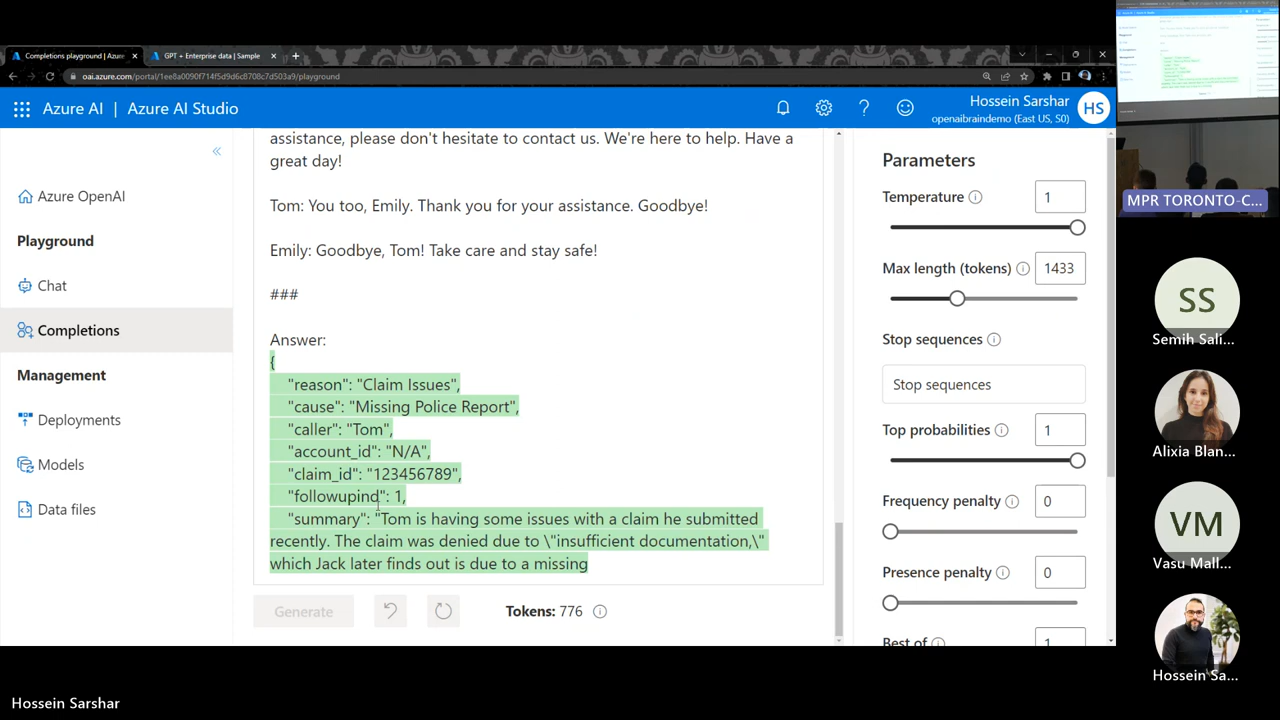 Completions playground | Azure
GPT + Enterprise data | Sample
oai.azure.com/portal/1ee8a0090f714f5d9d6c8708c7d503a9/playground
Azure AI | Azure AI Studio
Hossein Sarshar
openaibraindemo (East US, S0)
HS
Azure OpenAI
Playground
Chat
Completions
Management
Deployments
Models
Data files
assistance, please don't hesitate to contact us. We're here to help. Have a
great day!
Tom: You too, Emily. Thank you for your assistance. Goodbye!
Emily: Goodbye, Tom! Take care and stay safe!
###
Answer:
{
"reason": "Claim Issues",
"cause": "Missing Police Report",
"caller": "Tom",
"account_id": "N/A",
"claim_id": "123456789",
"followupind": 1,
"summary": "Tom is having some issues with a claim he submitted
recently. The claim was denied due to \"insufficient documentation,\"
which Jack later finds out is due to a missing
Generate
Tokens: 776
Parameters
Temperature
1
Max length (tokens)
1433
Stop sequences
Stop sequences
Top probabilities
1
Frequency penalty
0
Presence penalty
0
Best of
1
MPR TORONTO-C...
SS
Semih Sali...
Alixia Blan...
VM
Vasu Mall...
Hossein Sa...
Hossein Sarshar